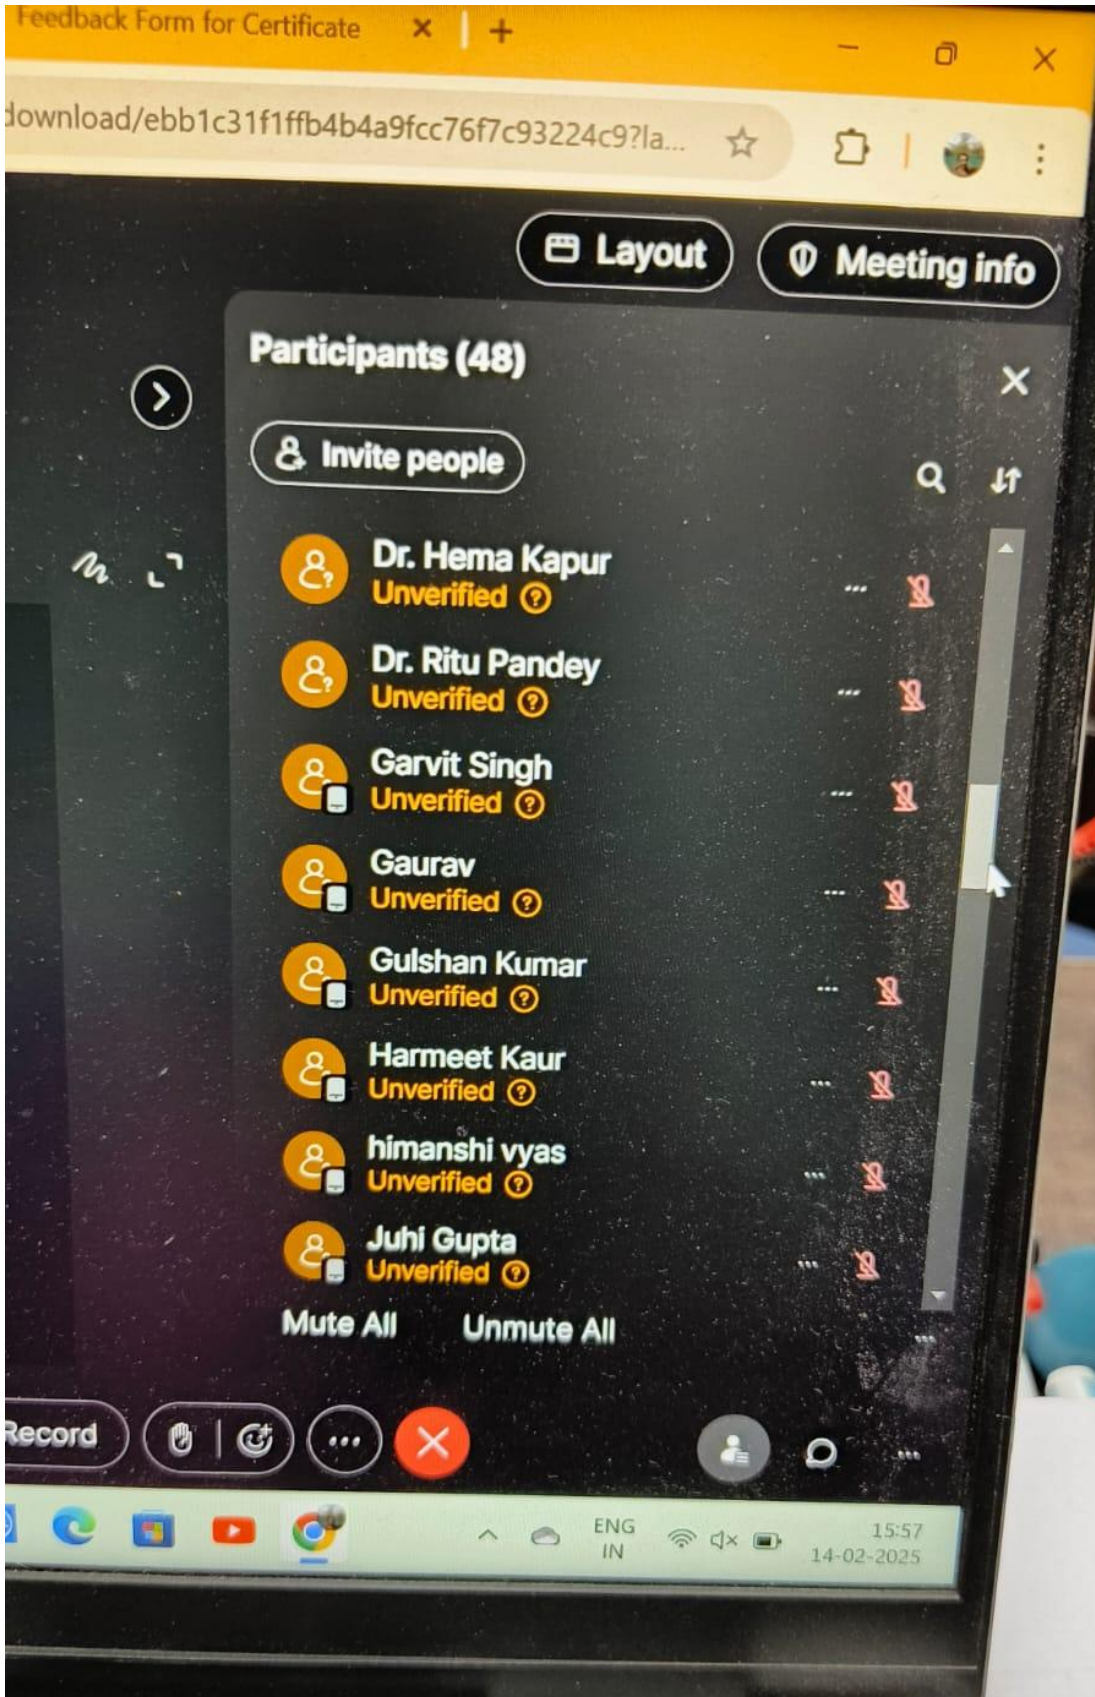 Feedback Form for Certificate
download/ebb1c31f1ffb4b4a9fcc76f7c93224c9?la...
Layout
Meeting info
Participants (48)
Invite people
Dr. Hema Kapur
Unverified
Dr. Ritu Pandey
Unverified
Garvit Singh
Unverified
Gaurav
Unverified
Gulshan Kumar
Unverified
Harmeet Kaur
Unverified
himanshi vyas
Unverified
Juhi Gupta
Unverified
Mute All Unmute All
Record
ENG
IN
15:57
14-02-2025